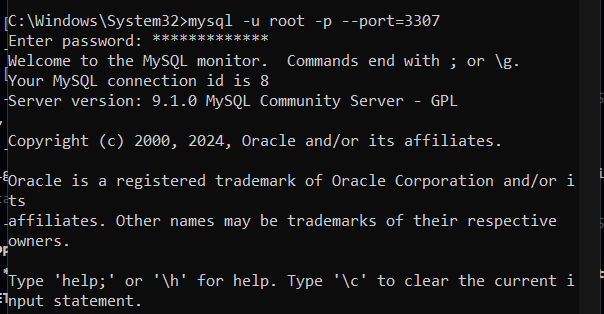 C:\Windows\System32>mysql -u root -p --port=3307
Enter password: *************
Welcome to the MySQL monitor.  Commands end with ; or \g.
Your MySQL connection id is 8
Server version: 9.1.0 MySQL Community Server - GPL
Copyright (c) 2000, 2024, Oracle and/or its affiliates.
Oracle is a registered trademark of Oracle Corporation and/or i
ts
affiliates. Other names may be trademarks of their respective
owners.
Type 'help;' or '\h' for help. Type '\c' to clear the current i
nput statement.